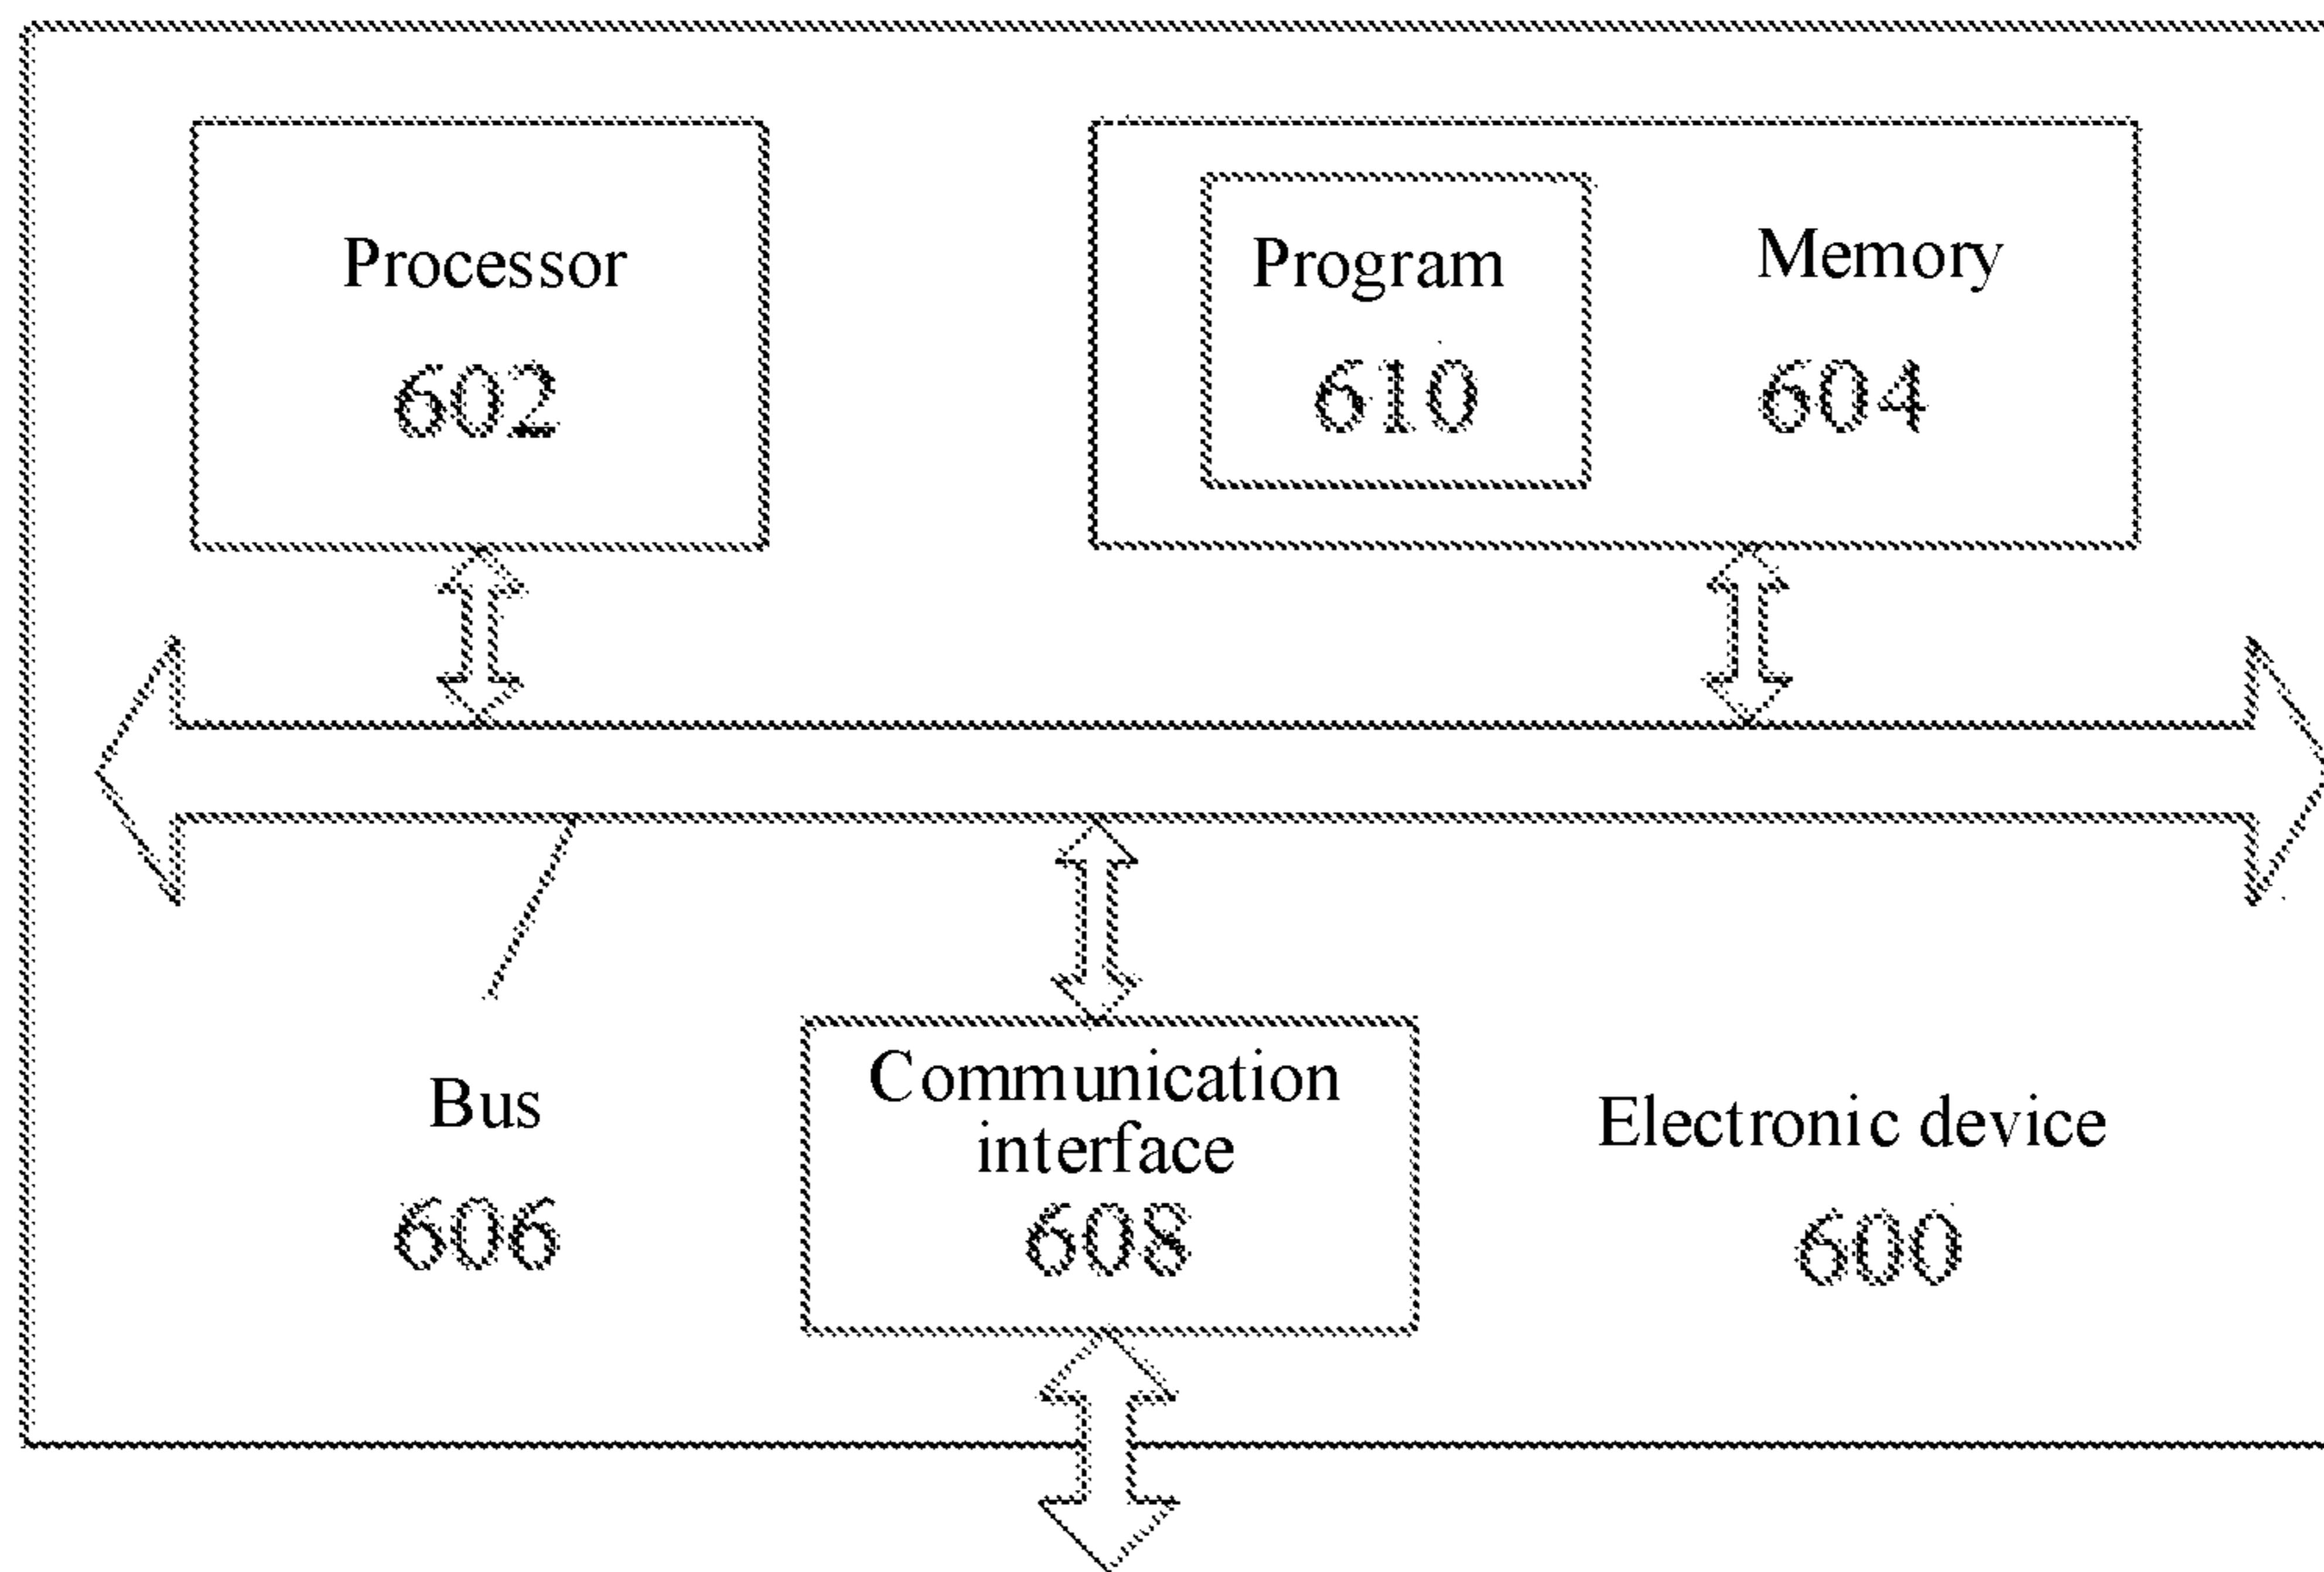 Processor
602
Program
610
Memory
604
Bus
606
Communication
interface
608
Electronic device
600